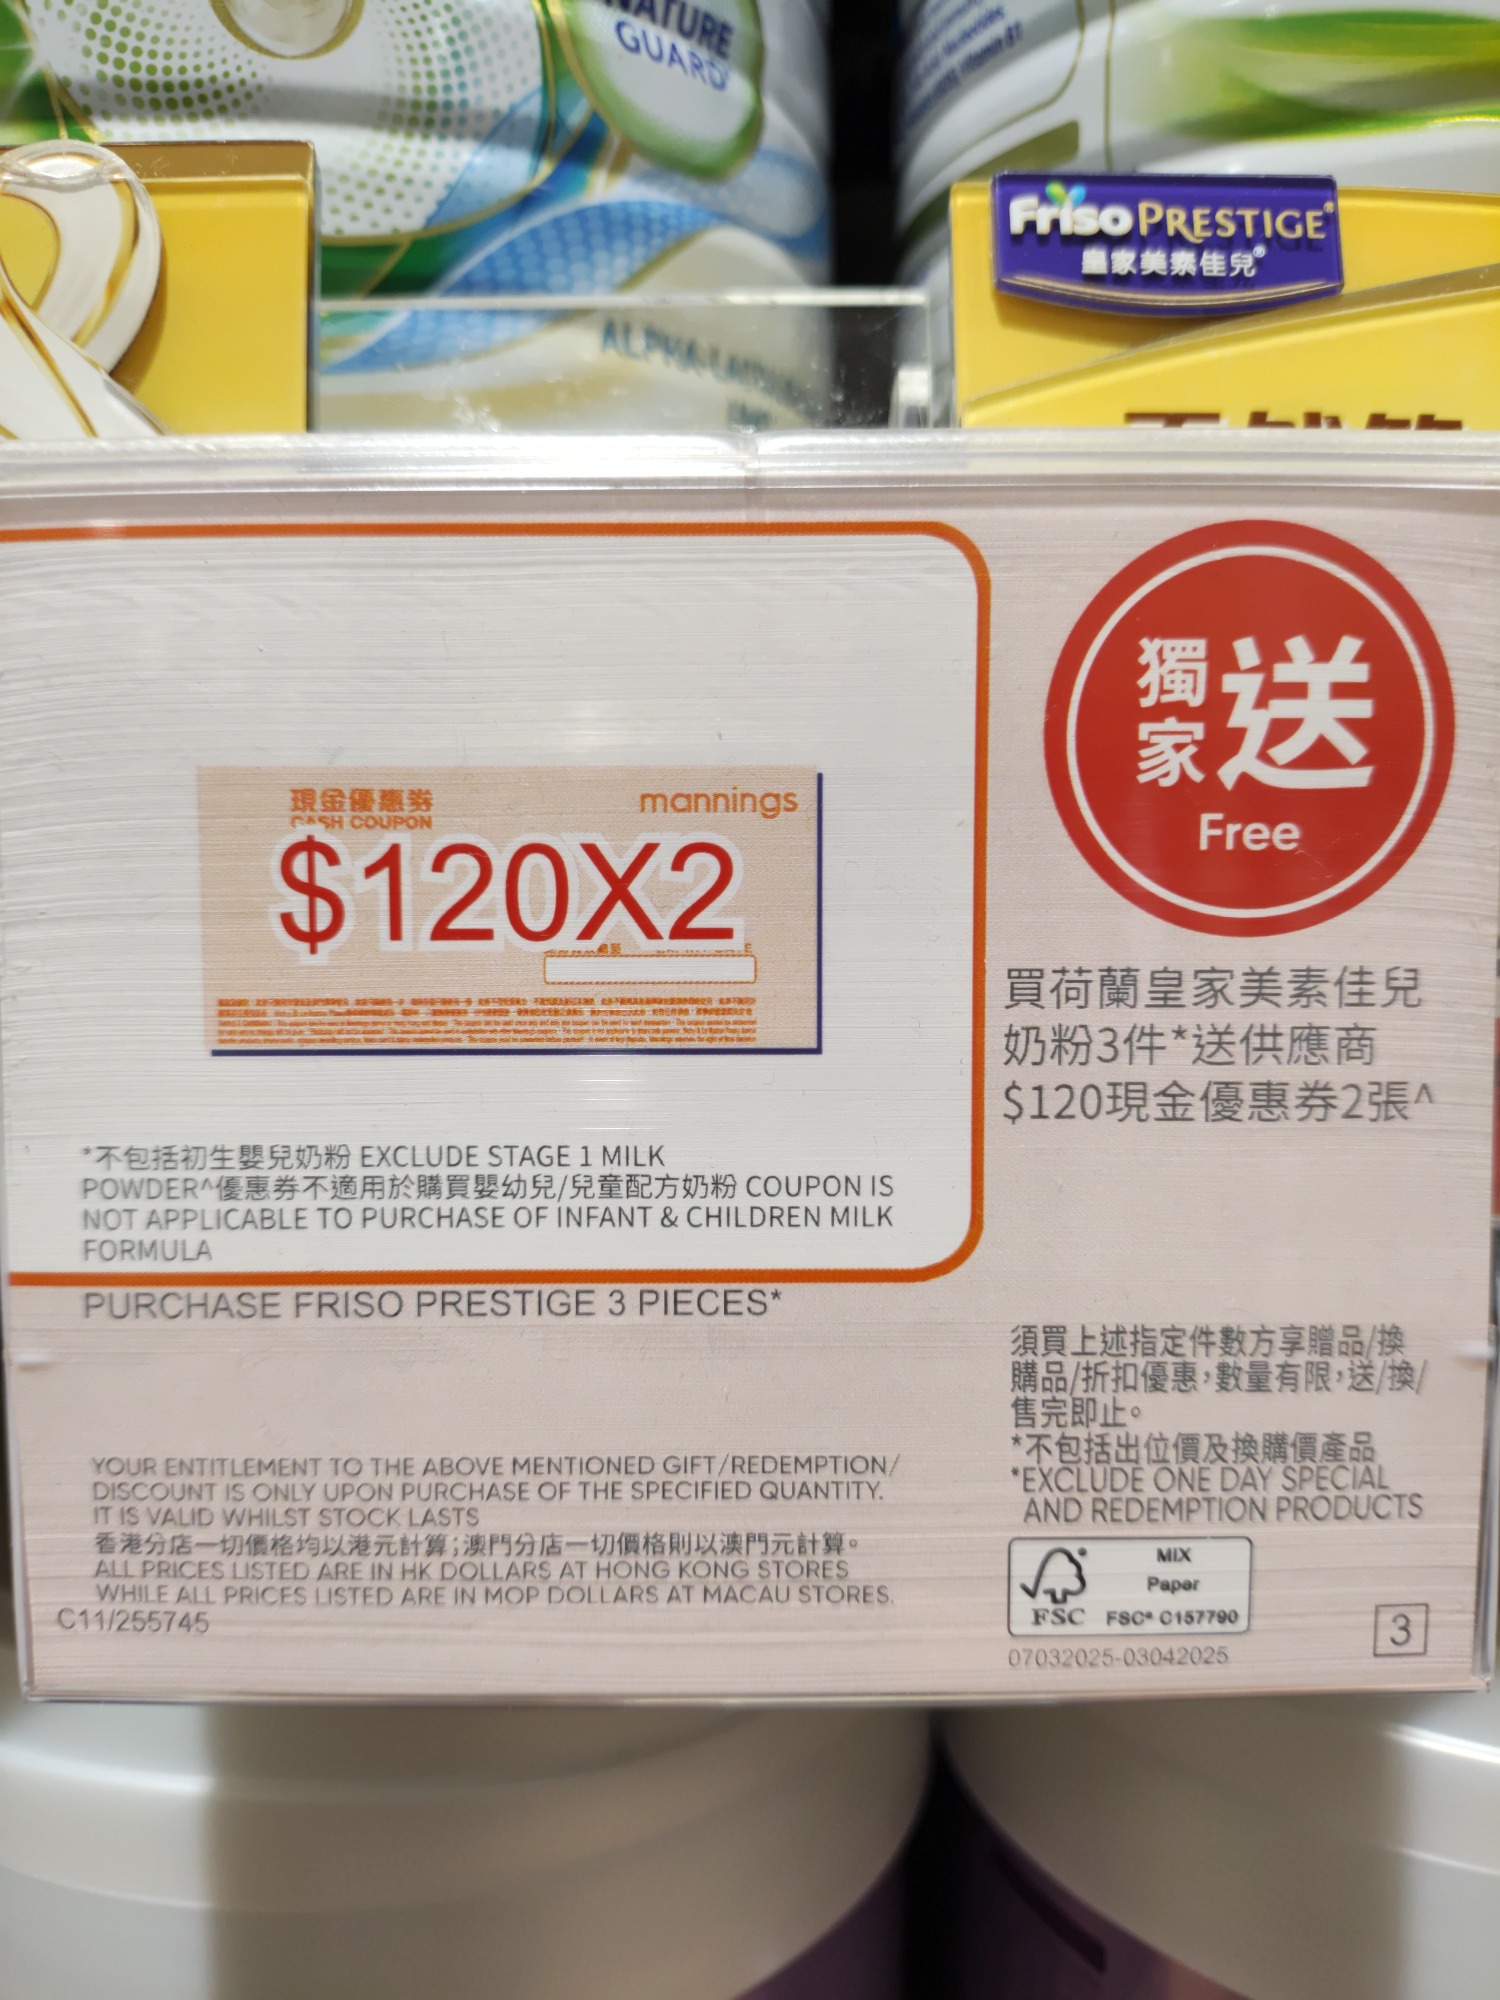 NATURE
GUARD
Friso PRESTIGE®
皇家美素佳兒®
獨家送
Free
現金優惠券
CASH COUPON
mannings
$120X2
買荷蘭皇家美素佳兒
奶粉3件*送供應商
$120現金優惠券2張^
*不包括初生嬰兒奶粉 EXCLUDE STAGE 1 MILK
POWDER^優惠券不適用於購買嬰幼兒/兒童配方奶粉 COUPON IS
NOT APPLICABLE TO PURCHASE OF INFANT & CHILDREN MILK
FORMULA
PURCHASE FRISO PRESTIGE 3 PIECES*
須買上述指定件數方享贈品/換
購品/折扣優惠，數量有限，送/換/
售完即止。
*不包括出位價及換購價產品
*EXCLUDE ONE DAY SPECIAL
AND REDEMPTION PRODUCTS
YOUR ENTITLEMENT TO THE ABOVE MENTIONED GIFT/REDEMPTION/
DISCOUNT IS ONLY UPON PURCHASE OF THE SPECIFIED QUANTITY.
IT IS VALID WHILST STOCK LASTS
香港分店一切價格均以港元計算；澳門分店一切價格則以澳門元計算。
ALL PRICES LISTED ARE IN HK DOLLARS AT HONG KONG STORES
WHILE ALL PRICES LISTED ARE IN MOP DOLLARS AT MACAU STORES.
C11/255745
FSC
MIX
Paper
FSC® C157790
07032025-03042025
3